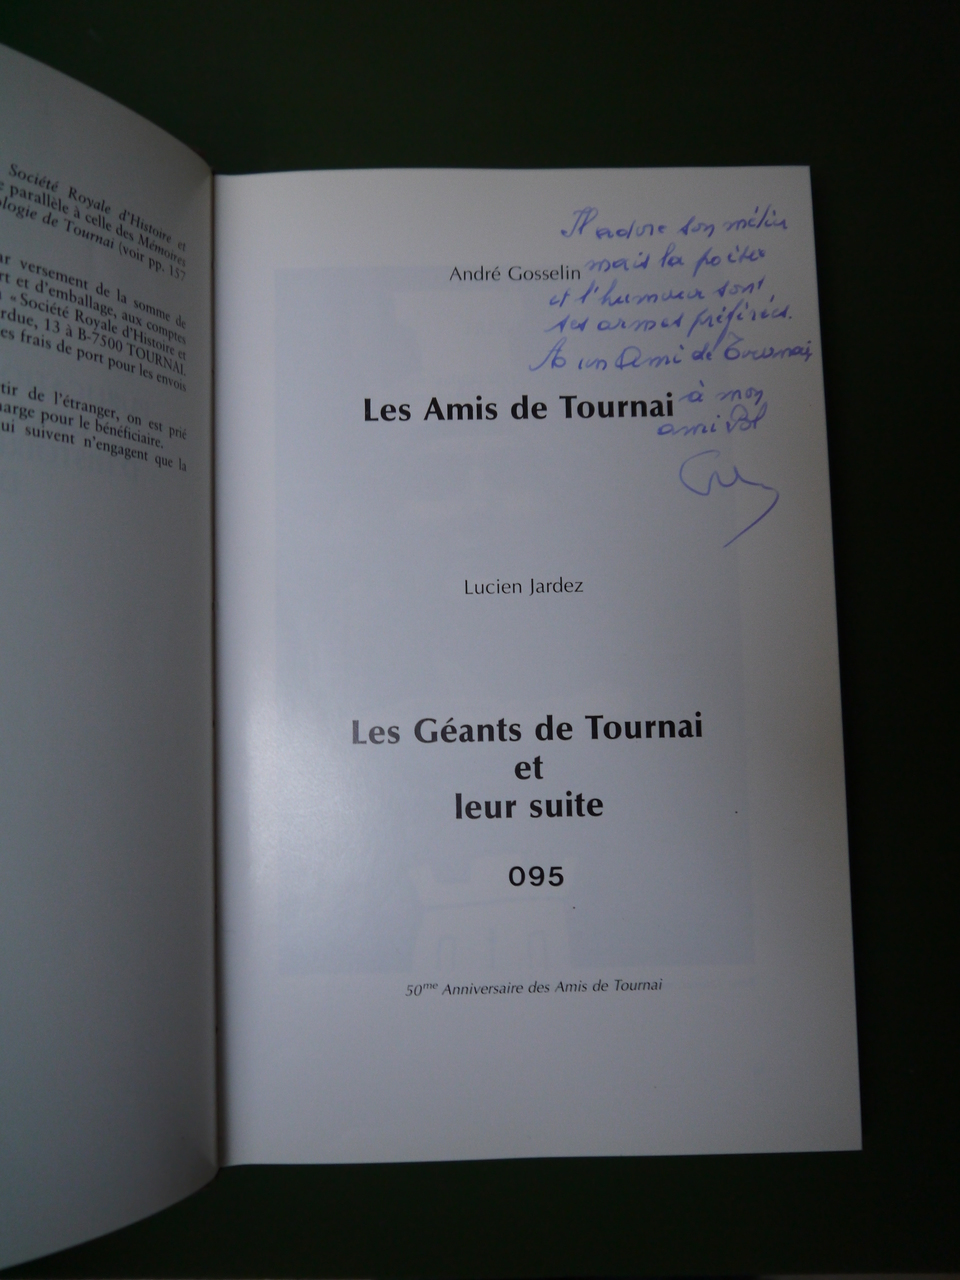 Société Royale d'Histoire et
parallèle à celle des Mémoires
ologie de Tournai (voir pp. 157
ar versement de la somme de
rt et d'emballage, aux comptes
« Société Royale d'Histoire et
erdue, 13 à B-7500 TOURNAI.
es frais de port pour les envois
tir de l'étranger, on est prié
harge pour le bénéficiaire.
ui suivent n'engagent que la
Il adore son métier
mais la poésie
et l'humour sont
ses armes préférées.
A un Ami de Tournai
à mon
ami Pol
André Gosselin
Les Amis de Tournai
Lucien Jardez
Les Géants de Tournai
et
leur suite
095
50me Anniversaire des Amis de Tournai